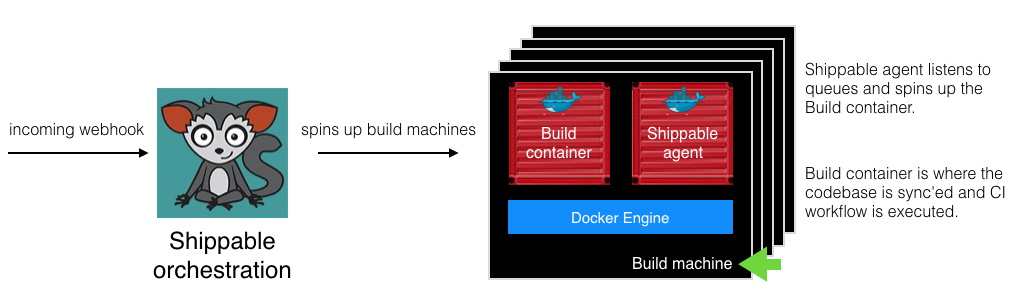 incoming webhook
Shippable
orchestration
spins up build machines
Build
container
Shippable
agent
Docker Engine
Build machine
Shippable agent listens to
queues and spins up the
Build container.
Build container is where the
codebase is sync'ed and CI
workflow is executed.